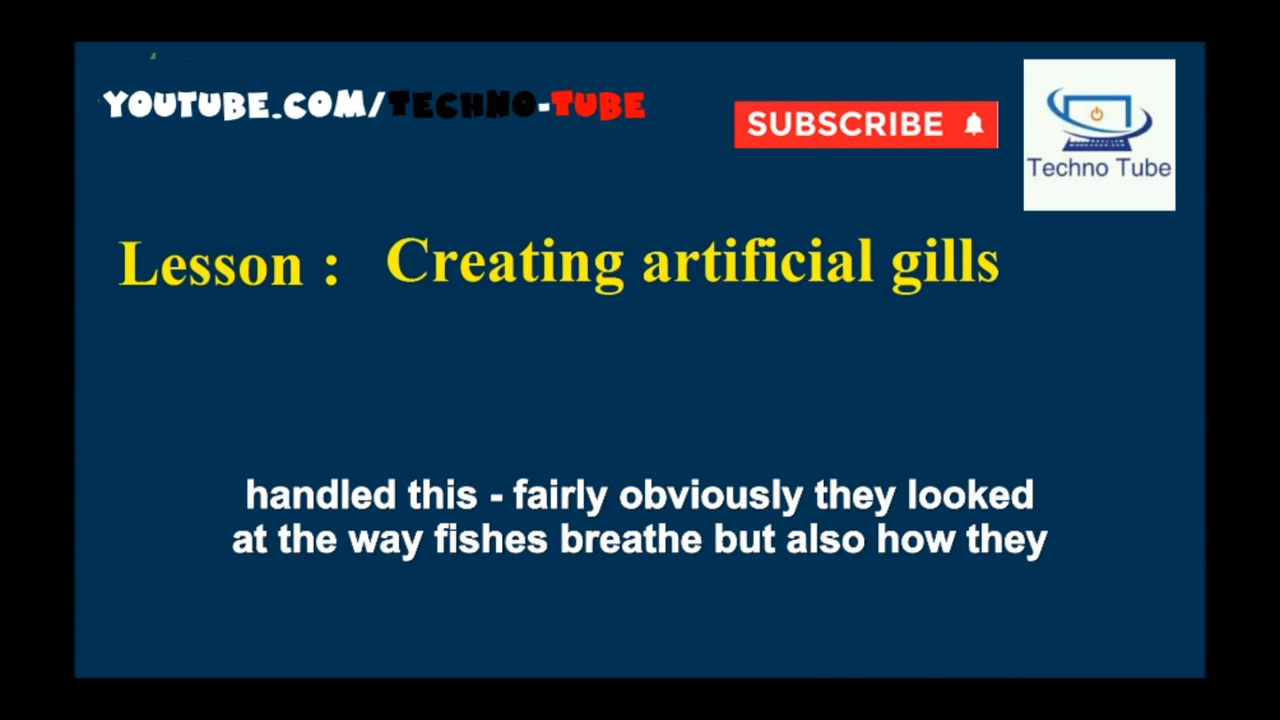 YOUTUBE.COM/TECHNO-TUBE
SUBSCRIBE
Techno Tube
Lesson : Creating artificial gills
handled this - fairly obviously they looked
at the way fishes breathe but also how they